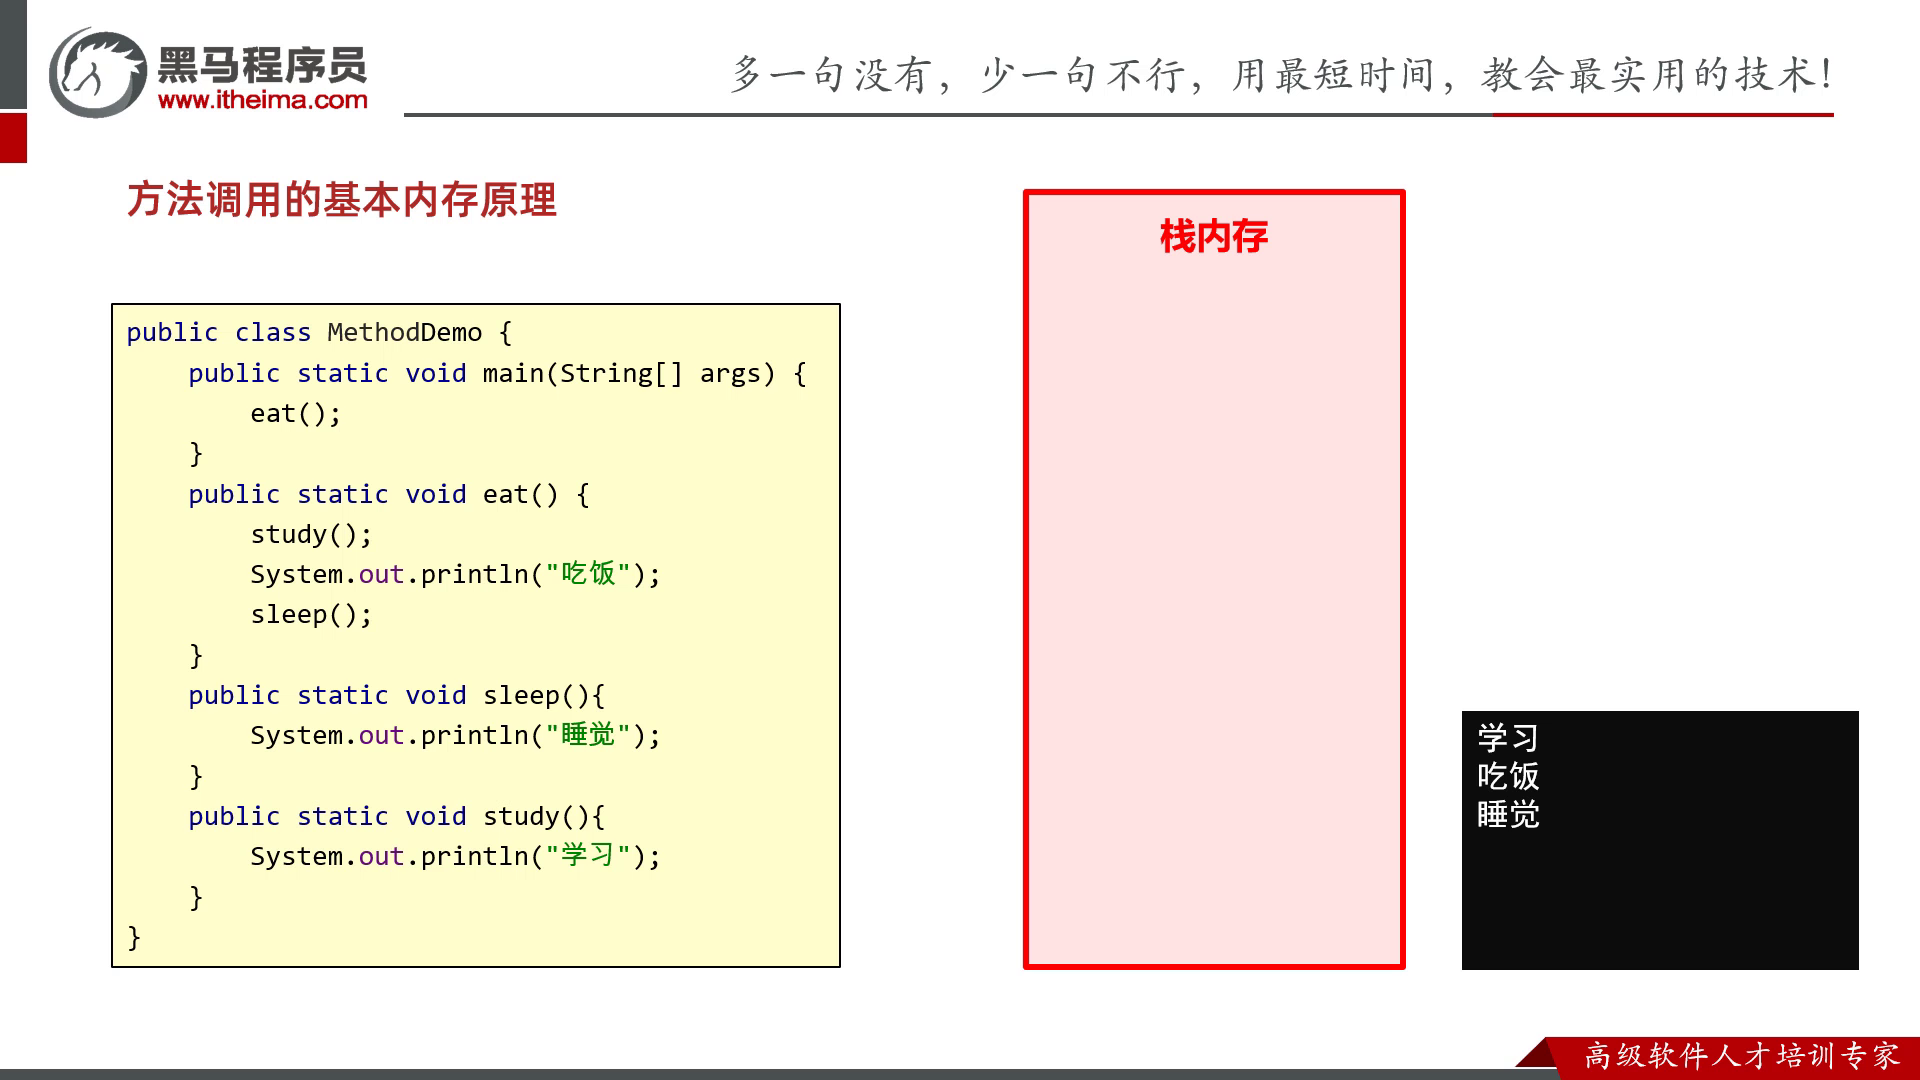 黑马程序员
www.itheima.com
多一句没有，少一句不行，用最短时间，教会最实用的技术！
方法调用的基本内存原理
栈内存
public class MethodDemo {
    public static void main(String[] args) {
        eat();
    }
    public static void eat() {
        study();
        System.out.println("吃饭");
        sleep();
    }
    public static void sleep(){
        System.out.println("睡觉");
    }
    public static void study(){
        System.out.println("学习");
    }
}
学习
吃饭
睡觉
高级软件人才培训专家